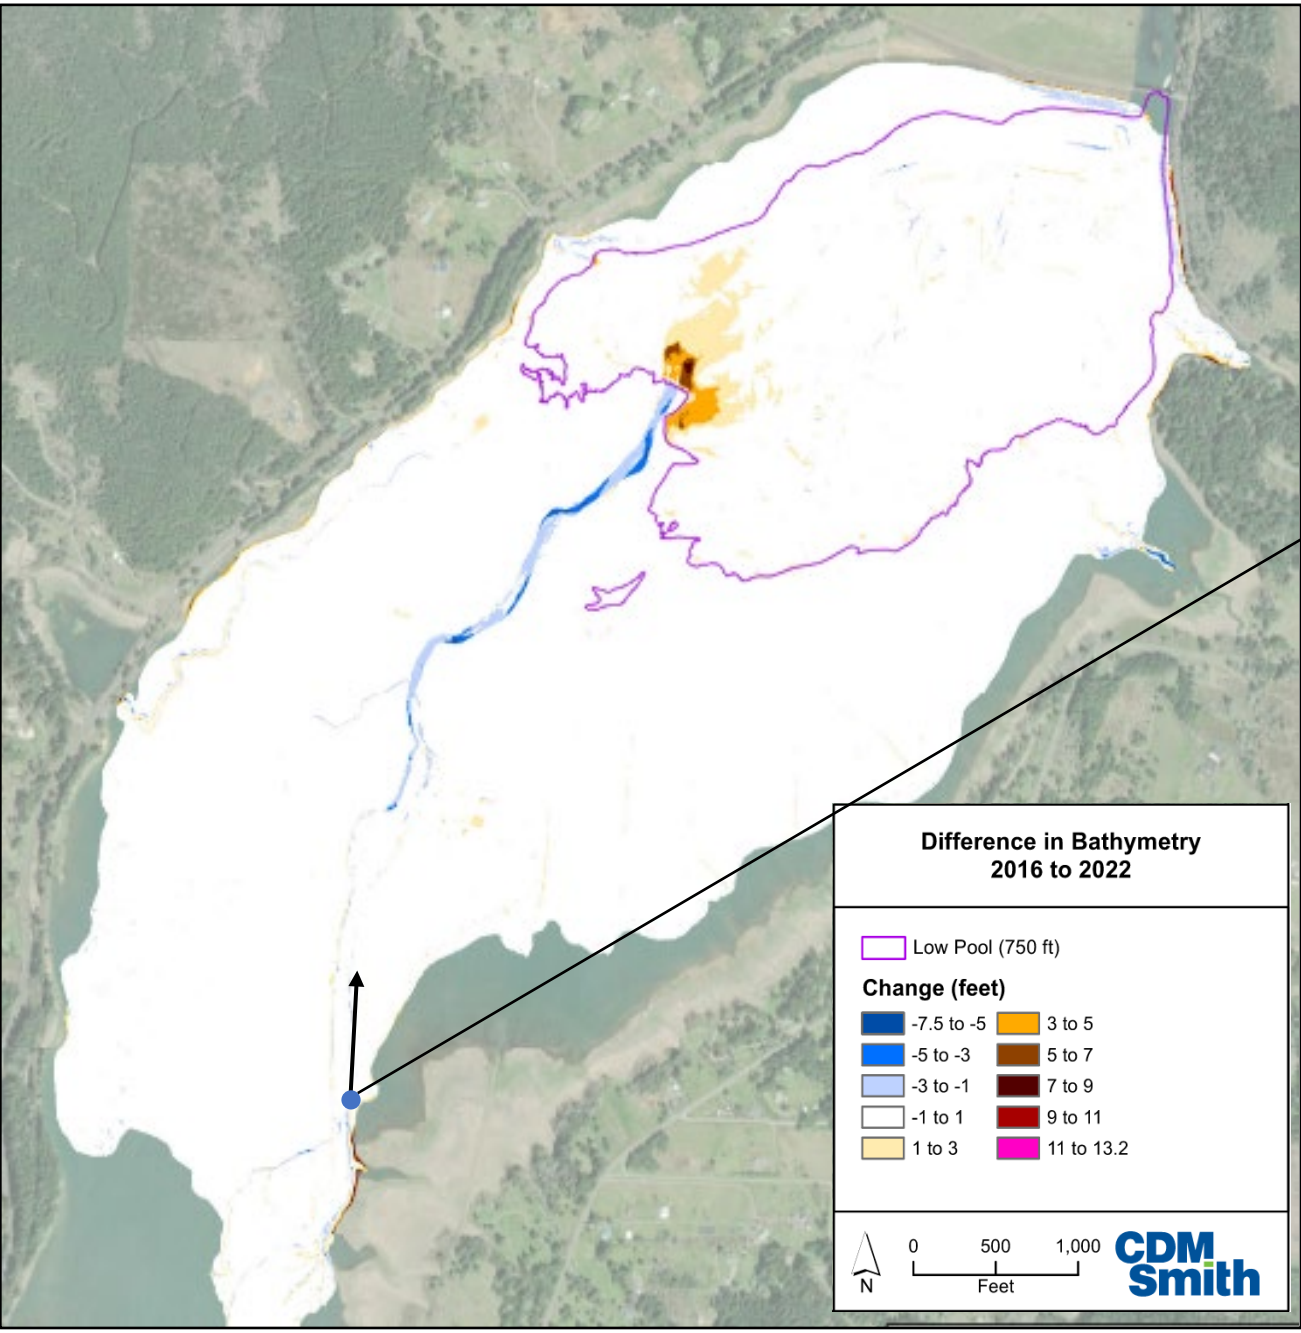 Difference in Bathymetry
2016 to 2022
Low Pool (750 ft)
Change (feet)
-7.5 to -5
3 to 5
-5 to -3
5 to 7
-3 to -1
7 to 9
-1 to 1
9 to 11
1 to 3
11 to 13.2
N
0 500 1,000
Feet
CDM
Smith